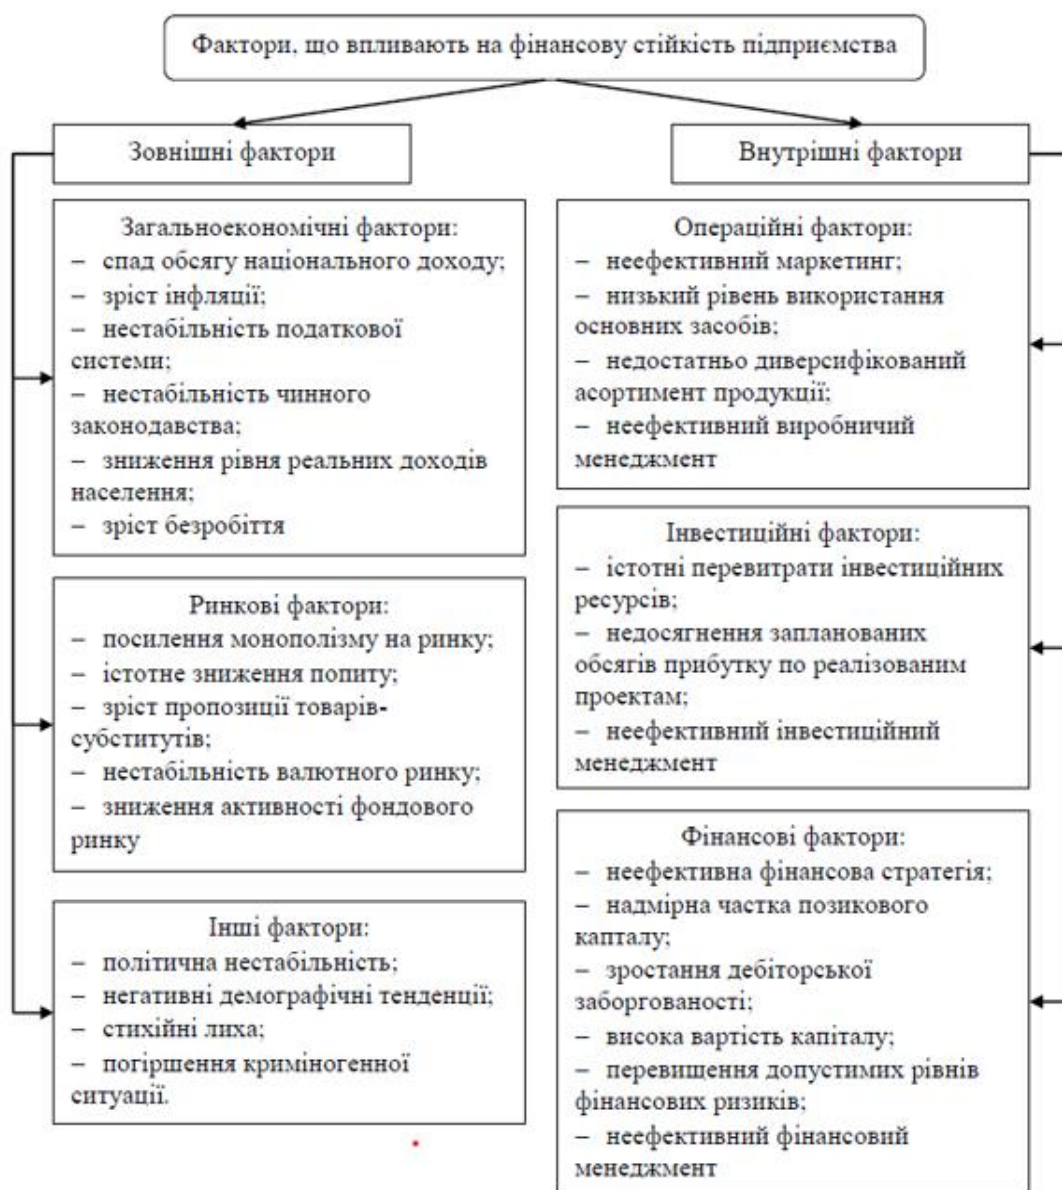 Фактори, що впливають на фінансову стійкість підприємства
Зовнішні фактори
Загальноекономічні фактори:
– спад обсягу національного доходу;
– зріст інфляції;
– нестабільність податкової
системи;
– нестабільність чинного
законодавства;
– зниження рівня реальних доходів
населення;
– зріст безробіття
Ринкові фактори:
– посилення монополізму на ринку;
– істотне зниження попиту;
– зріст пропозиції товарів-
субститутів;
– нестабільність валютного ринку;
– зниження активності фондового
ринку
Інші фактори:
– політична нестабільність;
– негативні демографічні тенденції;
– стихійні лиха;
– погіршення криміногенної
ситуації.
Внутрішні фактори
Операційні фактори:
– неефективний маркетинг;
– низький рівень використання
основних засобів;
– недостатньо диверсифікований
асортимент продукції;
– неефективний виробничий
менеджмент
Інвестиційні фактори:
– істотні перевитрати інвестиційних
ресурсів;
– недосягнення запланованих
обсягів прибутку по реалізованим
проектам;
– неефективний інвестиційний
менеджмент
Фінансові фактори:
– неефективна фінансова стратегія;
– надмірна частка позикового
капталу;
– зростання дебіторської
заборгованості;
– висока вартість капіталу;
– перевищення допустимих рівнів
фінансових ризиків;
– неефективний фінансовий
менеджмент